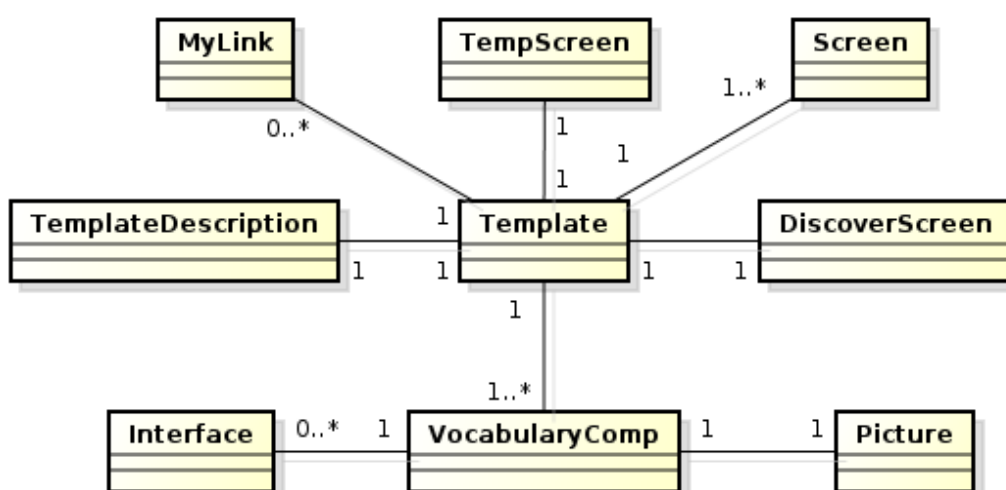 MyLink
TempScreen
Screen
1..*
0..*
1
1
1
TemplateDescription
1
Template
DiscoverScreen
1
1
1
1
1
1..*
Interface
0..*
1
VocabularyComp
1
1
Picture